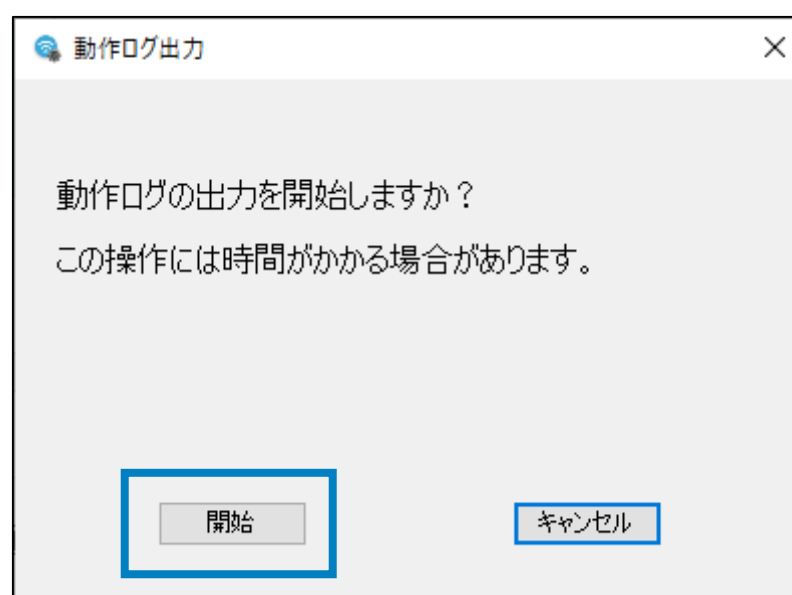 動作ログ出力
動作ログの出力を開始しますか？
この操作には時間がかかる場合があります。
開始
キャンセル